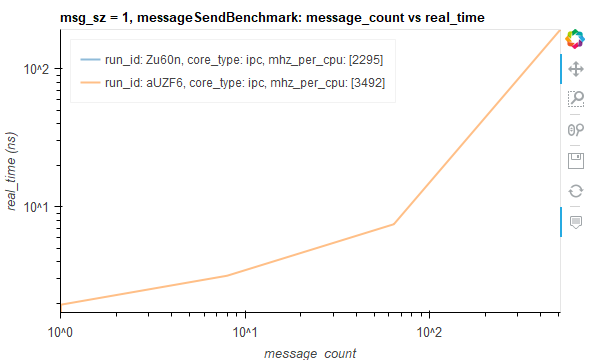 msg_sz = 1, messageSendBenchmark: message_count vs real_time
run_id: Zu60n, core_type: ipc, mhz_per_cpu: [2295]
run_id: aUZF6, core_type: ipc, mhz_per_cpu: [3492]
10^2
10^1
real_time (ns)
10^0 10^1 10^2
message_count